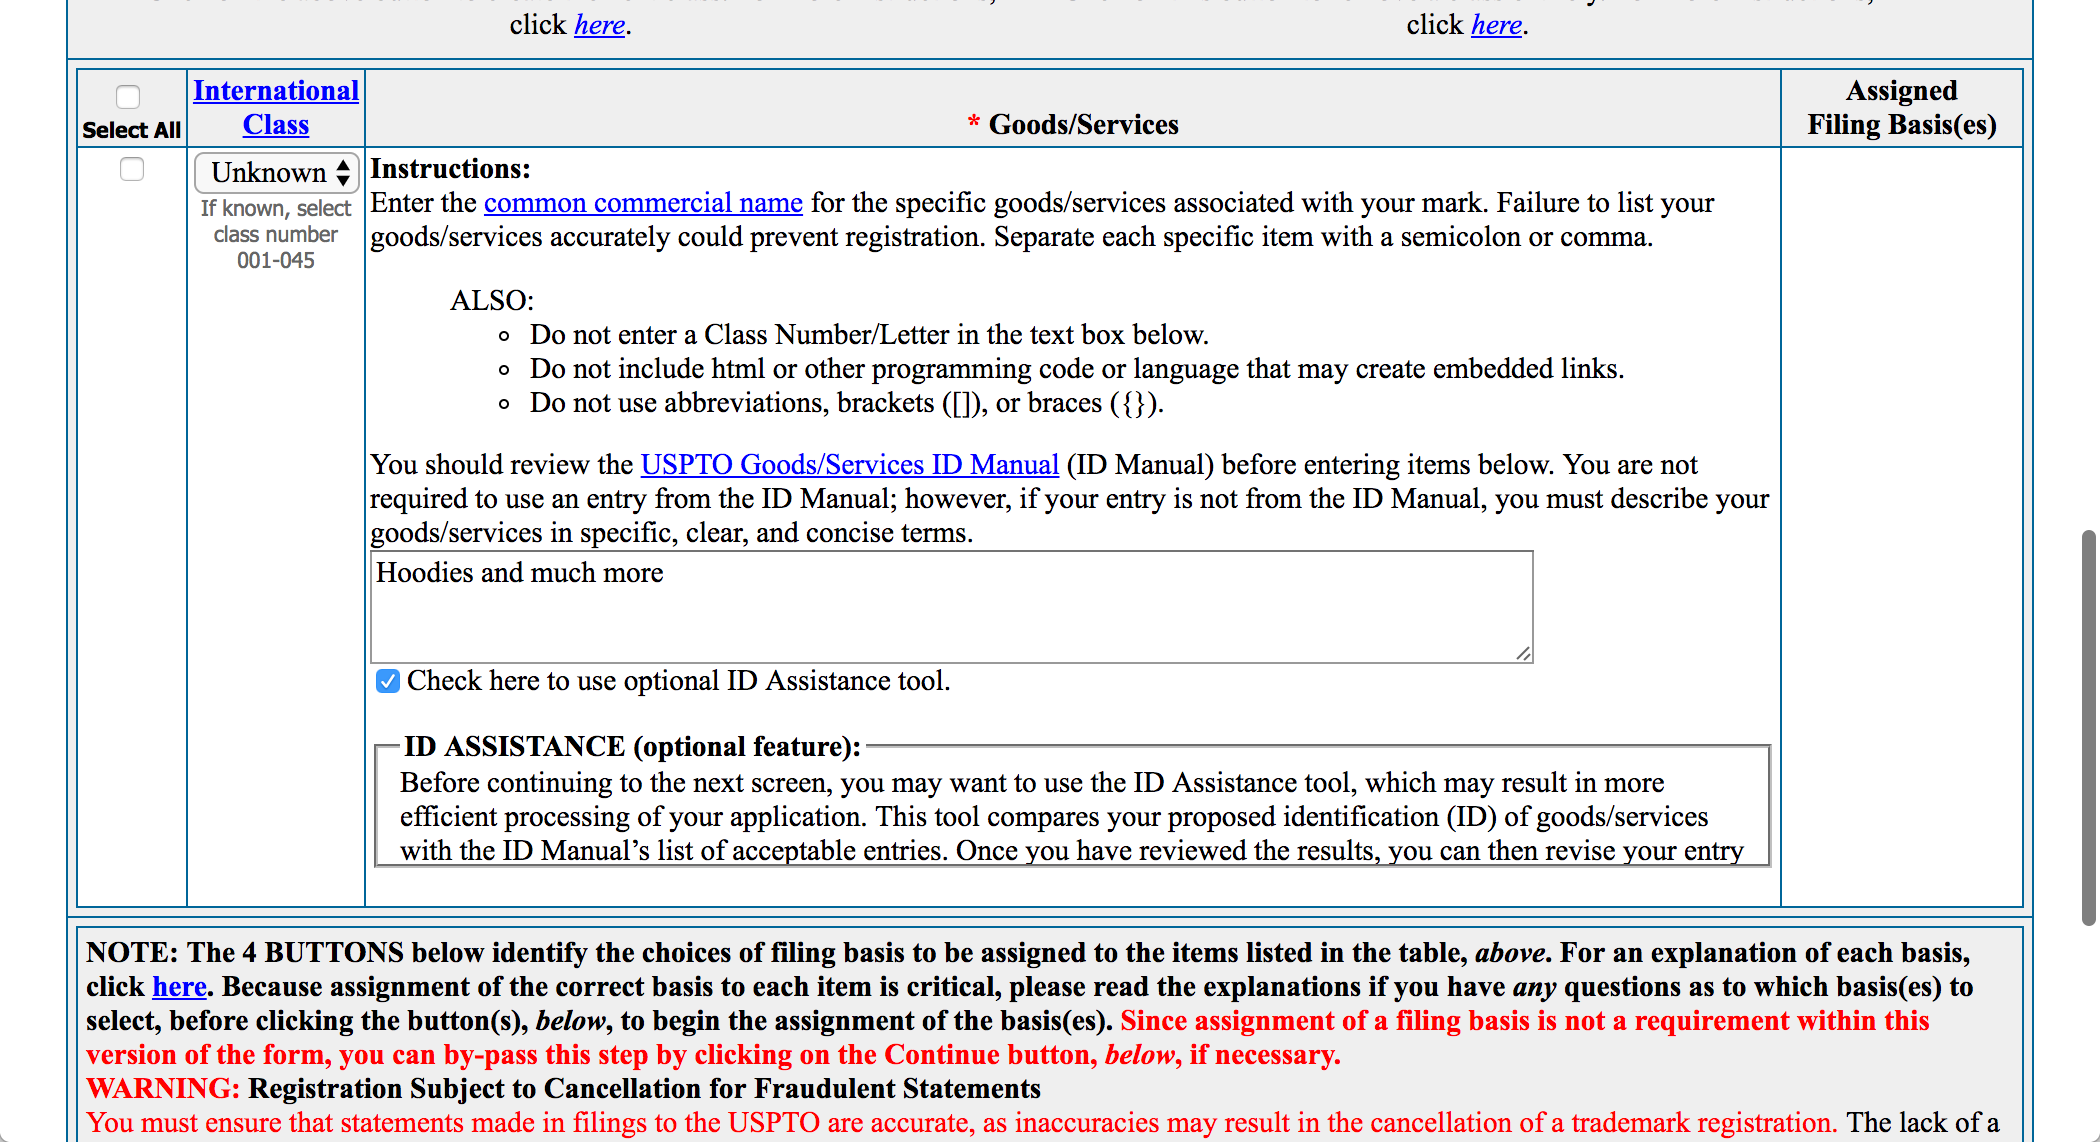 click here.
click here.
Select All
International
Class
* Goods/Services
Assigned
Filing Basis(es)
Unknown
If known, select
class number
001-045
Instructions:
Enter the common commercial name for the specific goods/services associated with your mark. Failure to list your
goods/services accurately could prevent registration. Separate each specific item with a semicolon or comma.
ALSO:
Do not enter a Class Number/Letter in the text box below.
Do not include html or other programming code or language that may create embedded links.
Do not use abbreviations, brackets ([]), or braces ({}).
You should review the USPTO Goods/Services ID Manual (ID Manual) before entering items below. You are not
required to use an entry from the ID Manual; however, if your entry is not from the ID Manual, you must describe your
goods/services in specific, clear, and concise terms.
Hoodies and much more
Check here to use optional ID Assistance tool.
ID ASSISTANCE (optional feature):
Before continuing to the next screen, you may want to use the ID Assistance tool, which may result in more
efficient processing of your application. This tool compares your proposed identification (ID) of goods/services
with the ID Manual’s list of acceptable entries. Once you have reviewed the results, you can then revise your entry
NOTE: The 4 BUTTONS below identify the choices of filing basis to be assigned to the items listed in the table, above. For an explanation of each basis,
click here. Because assignment of the correct basis to each item is critical, please read the explanations if you have any questions as to which basis(es) to
select, before clicking the button(s), below, to begin the assignment of the basis(es). Since assignment of a filing basis is not a requirement within this
version of the form, you can by-pass this step by clicking on the Continue button, below, if necessary.
WARNING: Registration Subject to Cancellation for Fraudulent Statements
You must ensure that statements made in filings to the USPTO are accurate, as inaccuracies may result in the cancellation of a trademark registration. The lack of a